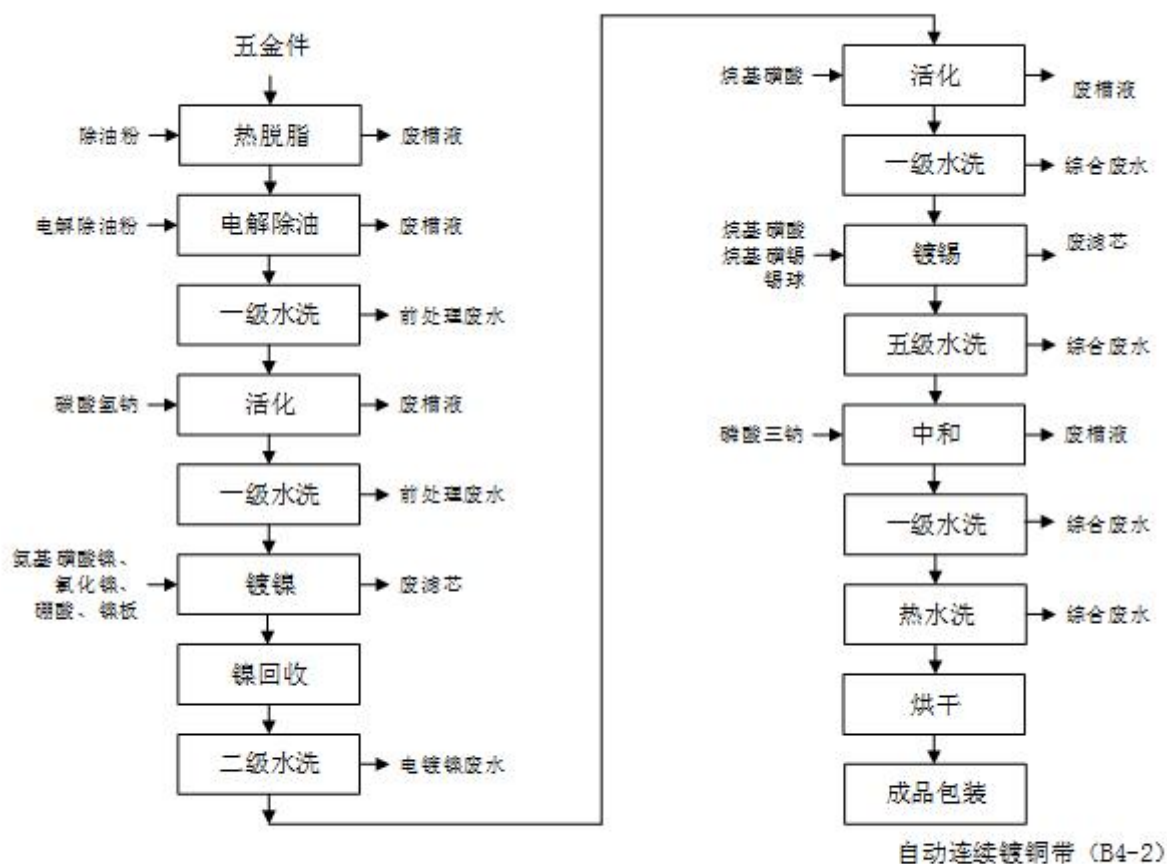 五金件
除油粉
热脱脂
废槽液
电解除油粉
电解除油
废槽液
一级水洗
前处理废水
碳酸氢钠
活化
废槽液
一级水洗
前处理废水
氨基磺酸镍、
氯化镍、
硼酸、镍板
镀镍
废滤芯
镍回收
二级水洗
电镀镍废水
烷基磺酸
活化
废槽液
一级水洗
综合废水
烷基磺酸
烷基磺锡
锡球
镀锡
废滤芯
五级水洗
综合废水
磷酸三钠
中和
废槽液
一级水洗
综合废水
热水洗
综合废水
烘干
成品包装
自动连续镀铜带（B4-2）